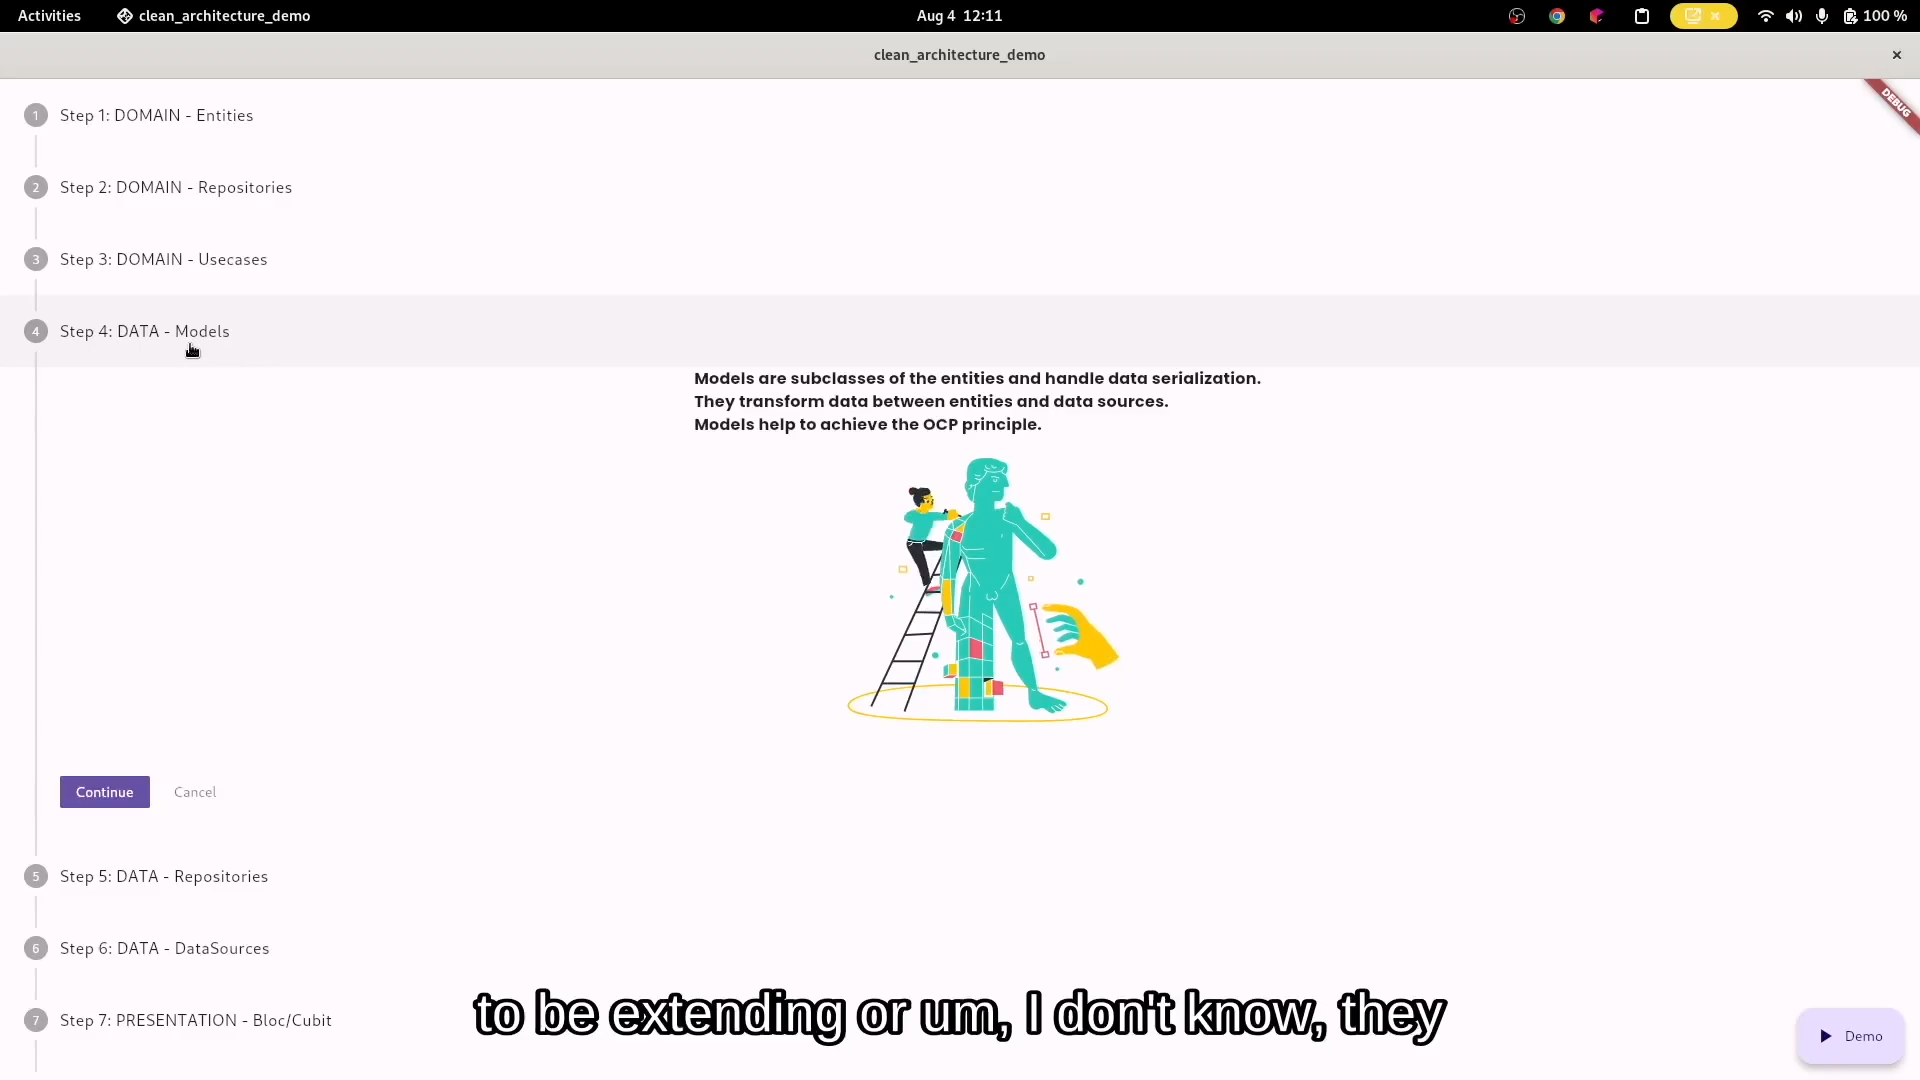 Activities
clean_architecture_demo
Aug 4 12:11
100 %
clean_architecture_demo
DEBUG
1
Step 1: DOMAIN - Entities
2
Step 2: DOMAIN - Repositories
3
Step 3: DOMAIN - Usecases
4
Step 4: DATA - Models
Models are subclasses of the entities and handle data serialization.
They transform data between entities and data sources.
Models help to achieve the OCP principle.
Continue
Cancel
5
Step 5: DATA - Repositories
6
Step 6: DATA - DataSources
7
Step 7: PRESENTATION - Bloc/Cubit
to be extending or um, I don't know, they
Demo